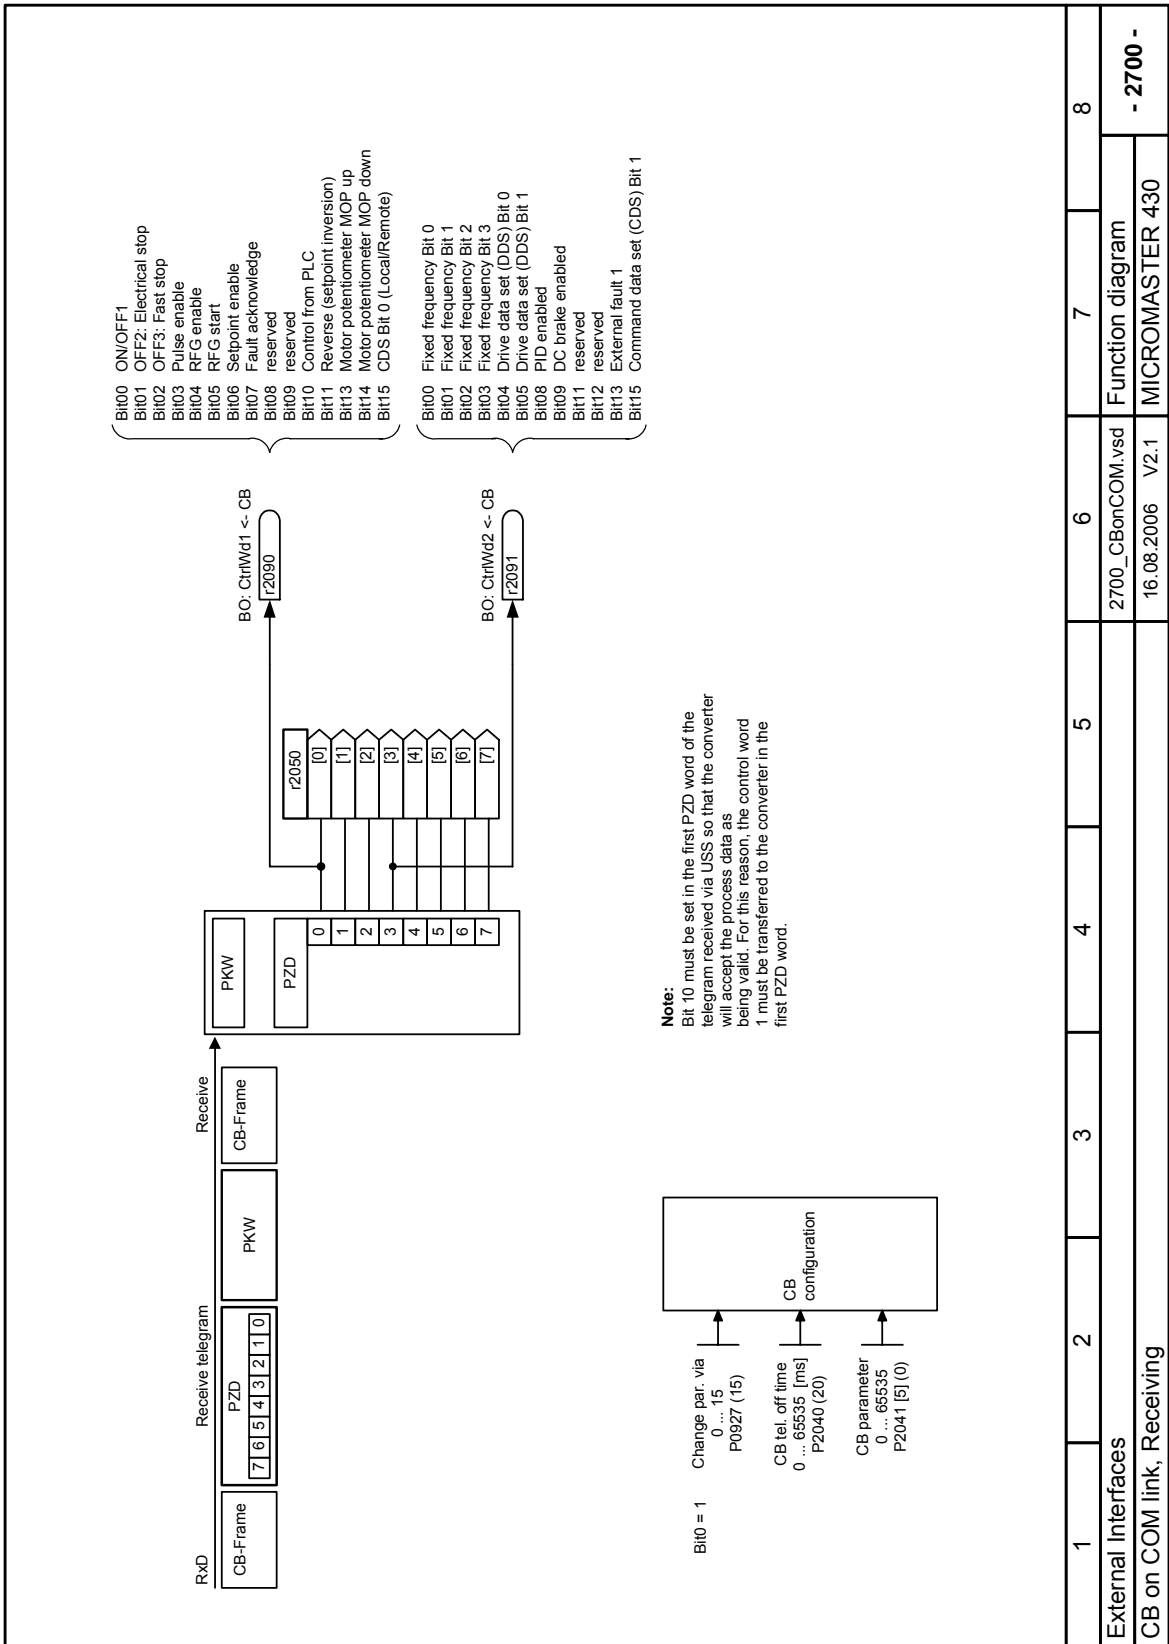 RxD
Receive telegram
Receive
CB-Frame
PZD
7 6 5 4 3 2 1 0
PKW
CB-Frame
PKW
PZD
0
1
2
3
4
5
6
7
r2050
[0]
[1]
[2]
[3]
[4]
[5]
[6]
[7]
BO: CtrlWd1 <- CB
r2090
BO: CtrlWd2 <- CB
r2091
Bit00 ON/OFF1
Bit01 OFF2: Electrical stop
Bit02 OFF3: Fast stop
Bit03 Pulse enable
Bit04 RFG enable
Bit05 RFG start
Bit06 Setpoint enable
Bit07 Fault acknowledge
Bit08 reserved
Bit09 reserved
Bit10 Control from PLC
Bit11 Reverse (setpoint inversion)
Bit13 Motor potentiometer MOP up
Bit14 Motor potentiometer MOP down
Bit15 CDS Bit 0 (Local/Remote)
Bit00 Fixed frequency Bit 0
Bit01 Fixed frequency Bit 1
Bit02 Fixed frequency Bit 2
Bit03 Fixed frequency Bit 3
Bit04 Drive data set (DDS) Bit 0
Bit05 Drive data set (DDS) Bit 1
Bit08 PID enabled
Bit09 DC brake enabled
Bit11 reserved
Bit12 reserved
Bit13 External fault 1
Bit15 Command data set (CDS) Bit 1
Bit0 = 1
Change par. via
0 ... 15
P0927 (15)
CB tel. off time
0 ... 65535 [ms]
P2040 (20)
CB parameter
0 ... 65535
P2041 [5] (0)
CB
configuration
Note:
Bit 10 must be set in the first PZD word of the
telegram received via USS so that the converter
will accept the process data as
being valid. For this reason, the control word
1 must be transferred to the converter in the
first PZD word.
1 2 3 4 5 6 7 8
External Interfaces
2700_CBonCOM.vsd
Function diagram
- 2700 -
CB on COM link, Receiving
16.08.2006 V2.1
MICROMASTER 430